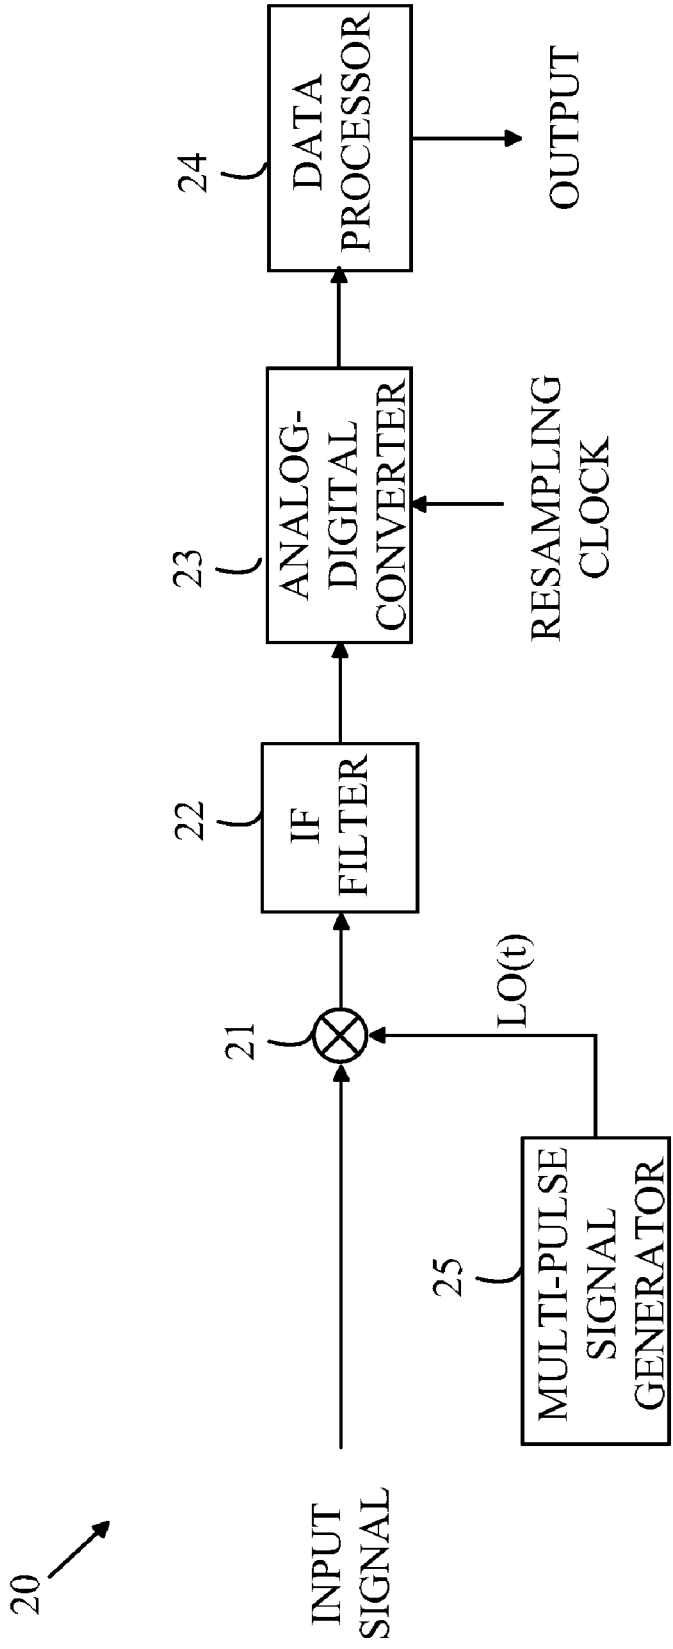 20
INPUT
SIGNAL
21
22
IF
FILTER
23
ANALOG-
DIGITAL
CONVERTER
24
DATA
PROCESSOR
25
MULTI-PULSE
SIGNAL
GENERATOR
LO(t)
RESAMPLING
CLOCK
OUTPUT